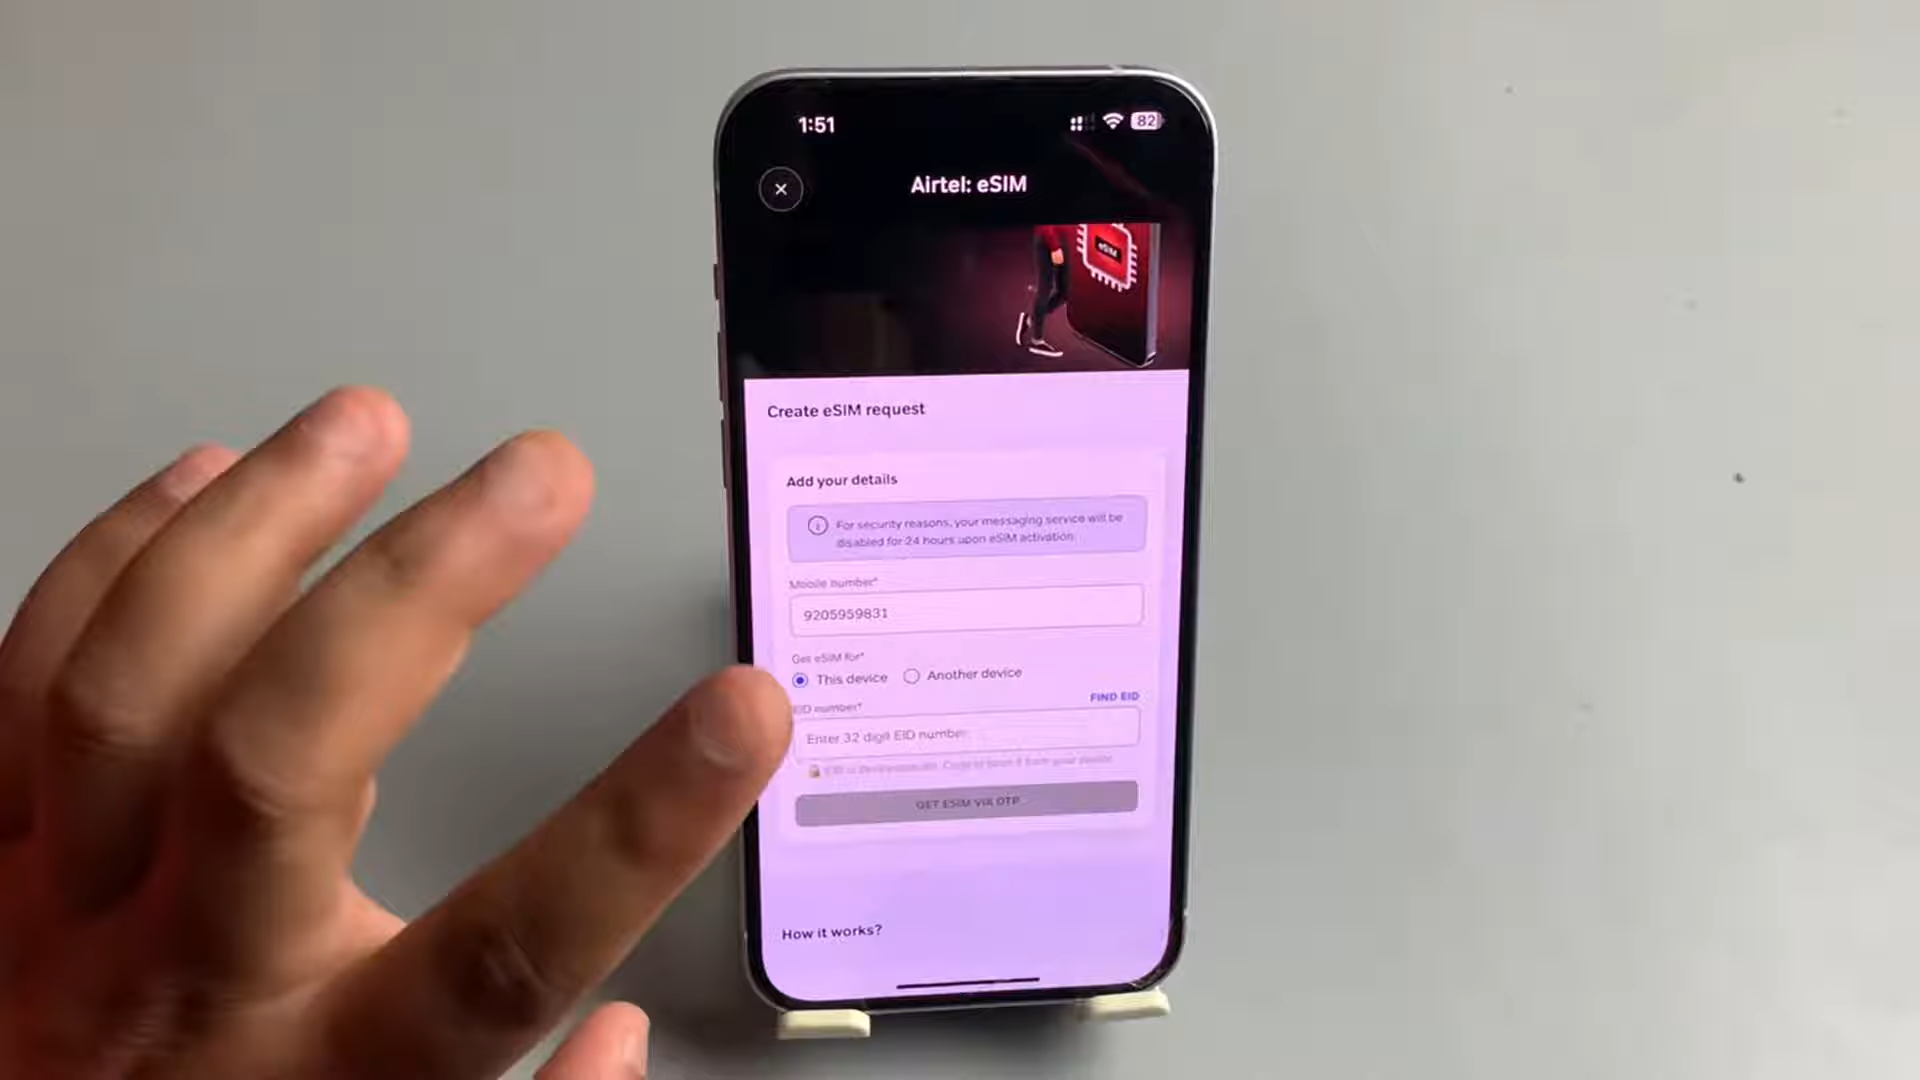 1:51
82
Airtel: eSIM
eSIM
Create eSIM request
Add your details
For security reasons, your messaging service will be
disabled for 24 hours upon eSIM activation.
Mobile number*
9205959831
Get eSIM for*
This device
Another device
EID number*
FIND EID
Enter 32 digit EID number
GET ESIM VIA OTP
How it works?